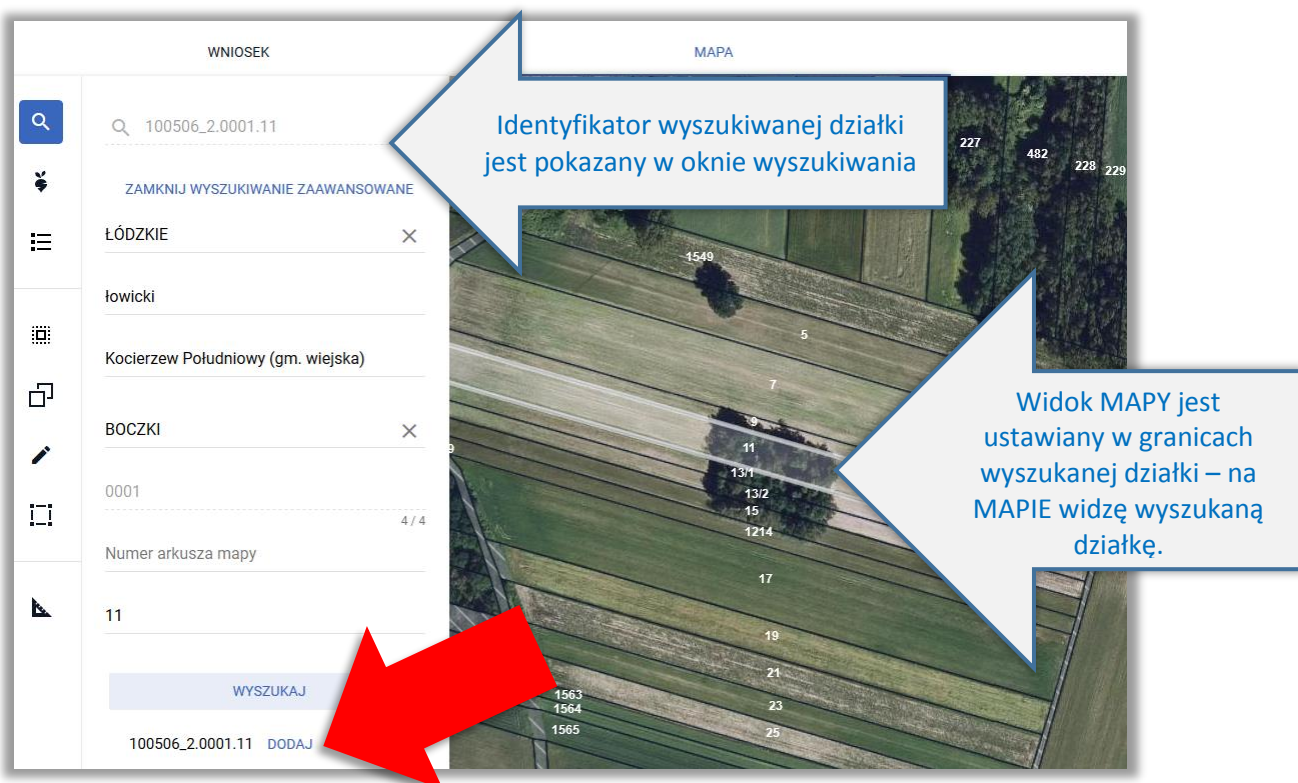 WNIOSEK
MAPA
100506_2.0001.11
Identyfikator wyszukiwanej działki
jest pokazany w oknie wyszukiwania
ZAMKNIJ WYSZUKIWANIE ZAAWANSOWANE
ŁÓDZKIE
łowicki
Kocierzew Południowy (gm. wiejska)
BOCZKI
0001
4 / 4
Numer arkusza mapy
11
WYSZUKAJ
100506_2.0001.11 DODAJ
227
482
228
229
1549
5
7
9
11
13/1
13/2
15
1214
17
19
21
23
25
1563
1564
1565
9
Widok MAPY jest
ustawiany w granicach
wyszukanej działki – na
MAPIE widzę wyszukaną
działkę.